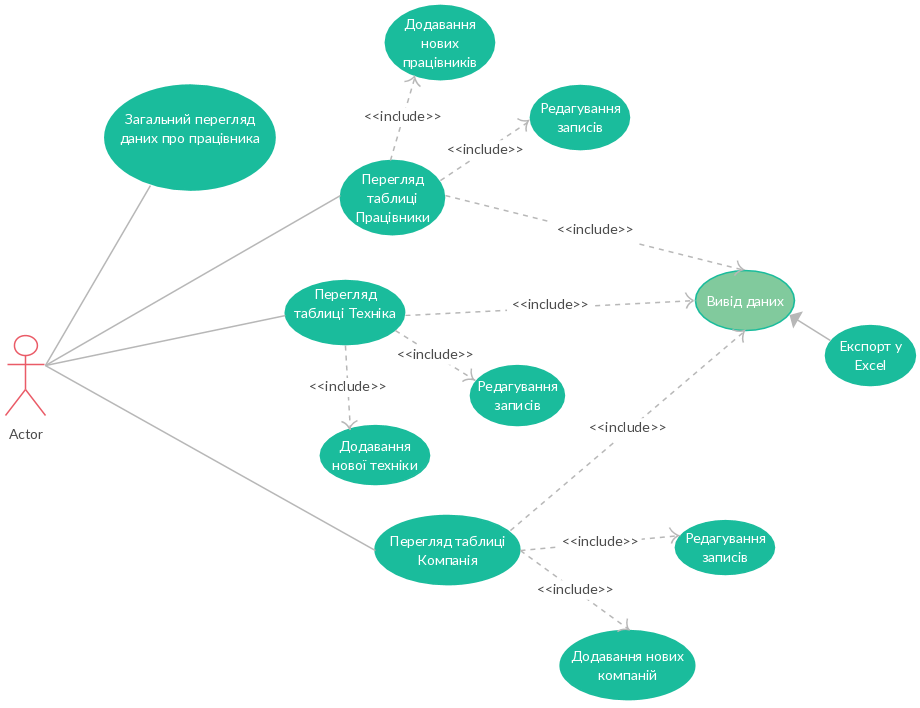 Додавання
нових
працівників
Загальний перегляд
даних про працівника
<<include>>
Редагування
записів
<<include>>
Перегляд
таблиці
Працівники
<<include>>
Перегляд
таблиці Техніка
<<include>>
Вивід даних
Експорт у
Excel
<<include>>
<<include>>
Редагування
записів
Actor
<<include>>
Додавання
нової техніки
Перегляд таблиці
Компанія
<<include>>
Редагування
записів
<<include>>
Додавання нових
компаній